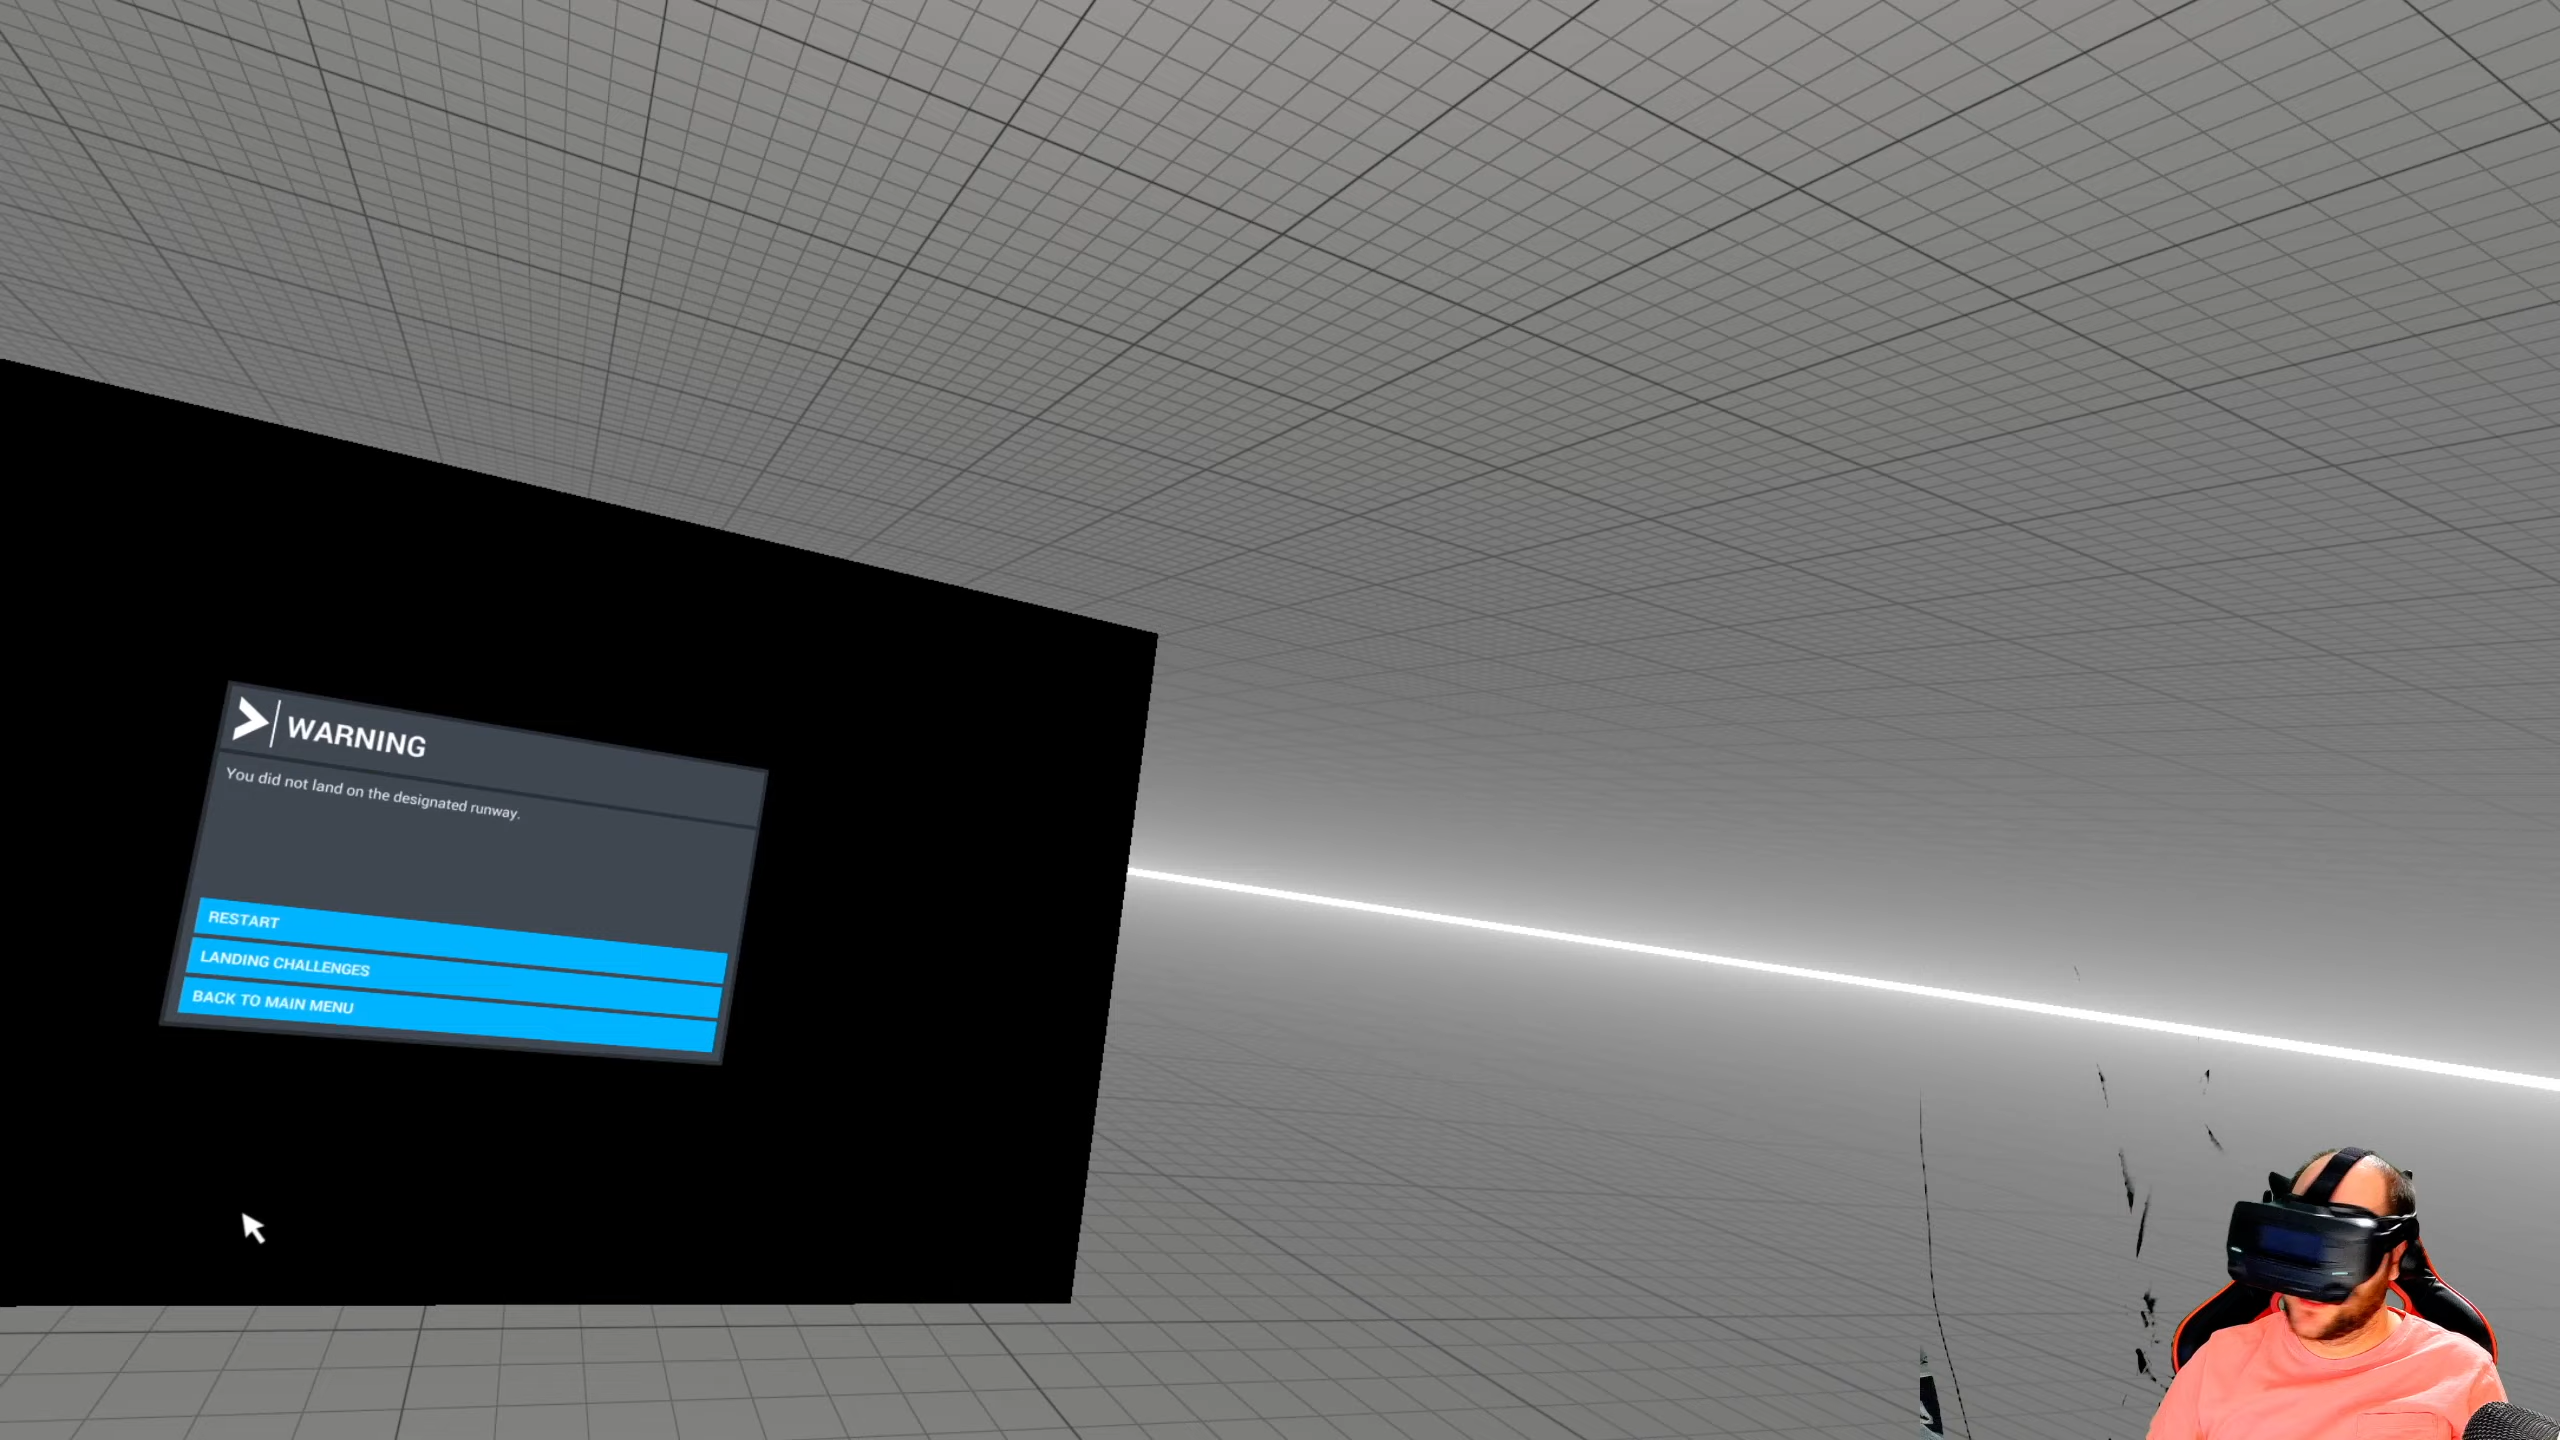 WARNING
You did not land on the designated runway.
RESTART
LANDING CHALLENGES
BACK TO MAIN MENU